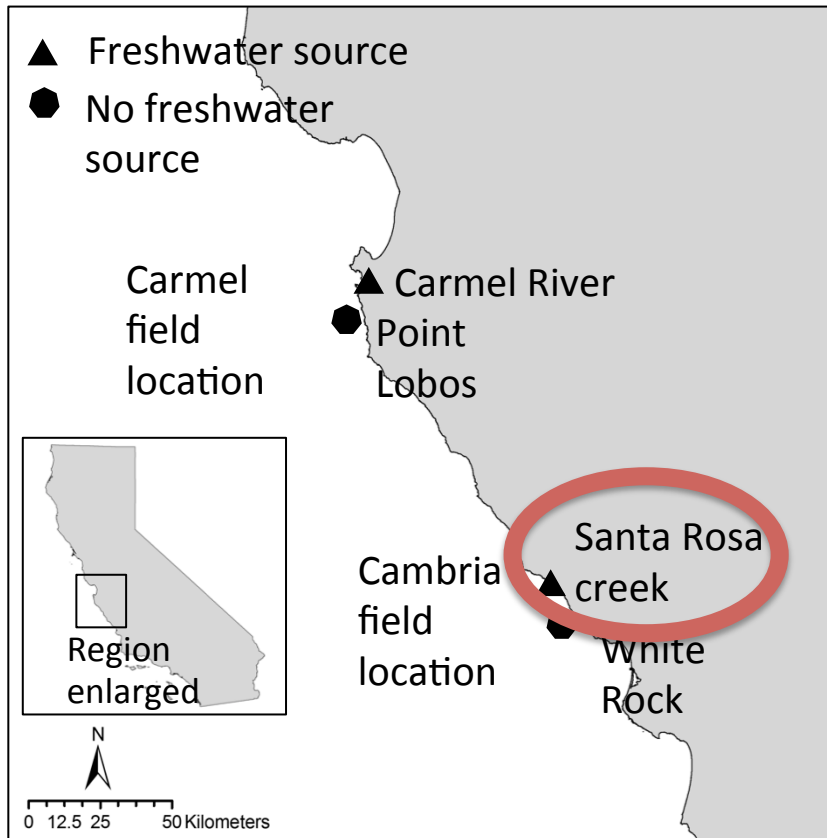 Freshwater source
No freshwater
source
Carmel
field
location
Carmel River
Point
Lobos
Cambria
field
location
Santa Rosa
creek
White
Rock
Region
enlarged
N
0 12.5 25 50 Kilometers